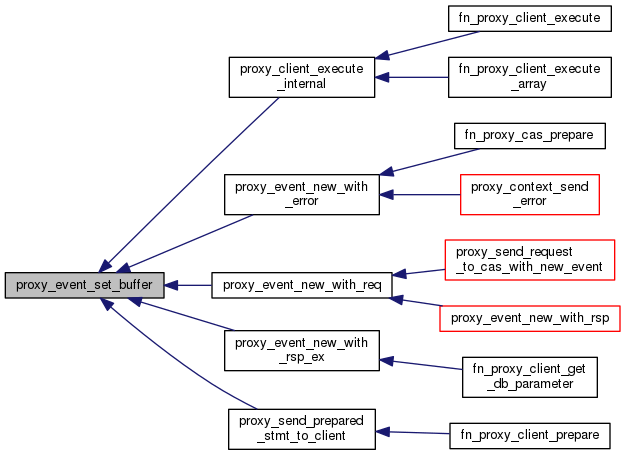 fn_proxy_client_execute
proxy_client_execute
_internal
fn_proxy_client_execute
_array
fn_proxy_cas_prepare
proxy_event_new_with
_error
proxy_context_send
_error
proxy_send_request
_to_cas_with_new_event
proxy_event_set_buffer
proxy_event_new_with_req
proxy_event_new_with_rsp
proxy_event_new_with
_rsp_ex
fn_proxy_client_get
_db_parameter
proxy_send_prepared
_stmt_to_client
fn_proxy_client_prepare